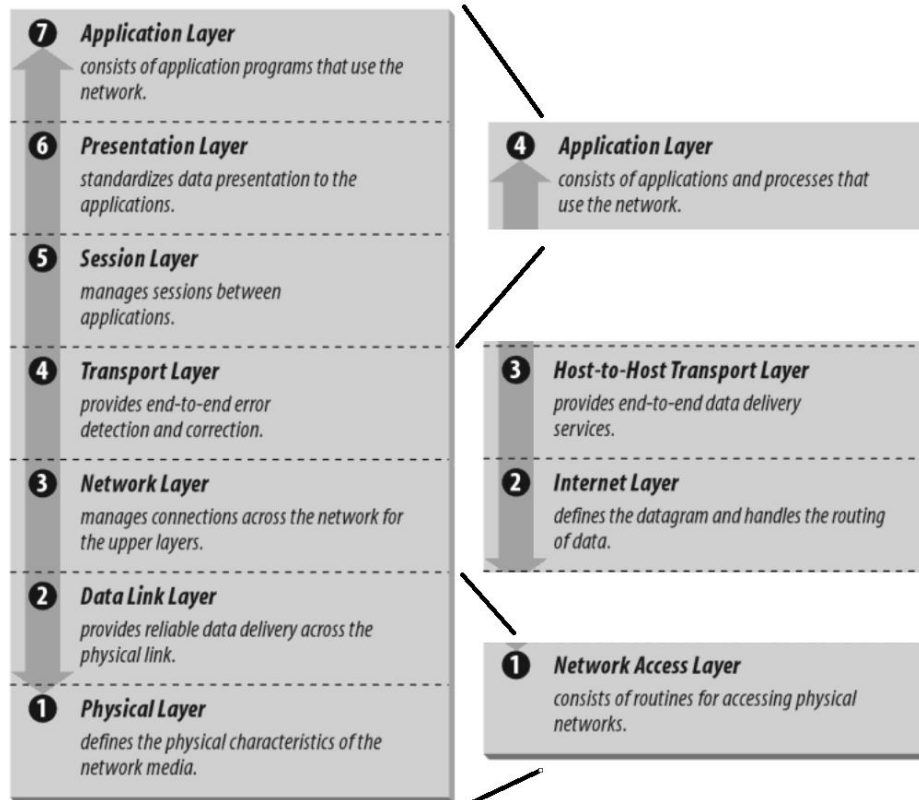 7 Application Layer
consists of application programs that use the
network.
6 Presentation Layer
standardizes data presentation to the
applications.
5 Session Layer
manages sessions between
applications.
4 Transport Layer
provides end-to-end error
detection and correction.
3 Network Layer
manages connections across the network for
the upper layers.
2 Data Link Layer
provides reliable data delivery across the
physical link.
1 Physical Layer
defines the physical characteristics of the
network media.
4 Application Layer
consists of applications and processes that
use the network.
3 Host-to-Host Transport Layer
provides end-to-end data delivery
services.
2 Internet Layer
defines the datagram and handles the routing
of data.
1 Network Access Layer
consists of routines for accessing physical
networks.